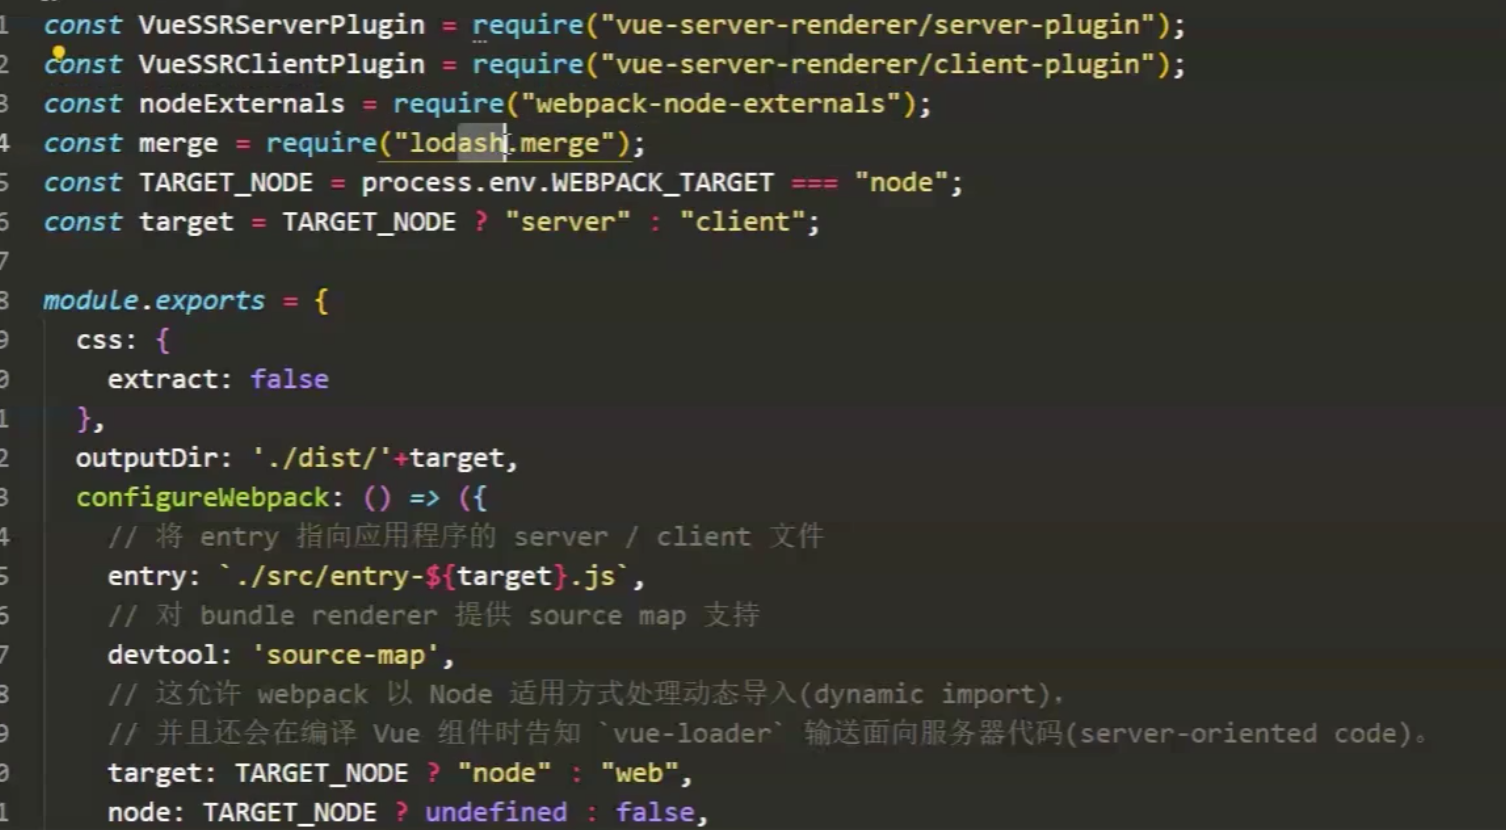 1 const VueSSRServerPlugin = require("vue-server-renderer/server-plugin");
2 const VueSSRClientPlugin = require("vue-server-renderer/client-plugin");
3 const nodeExternals = require("webpack-node-externals");
4 const merge = require("lodash.merge");
5 const TARGET_NODE = process.env.WEBPACK_TARGET === "node";
6 const target = TARGET_NODE ? "server" : "client";
7
8 module.exports = {
9 css: {
0 extract: false
1 },
2 outputDir: './dist/'+target,
3 configureWebpack: () => ({
4 // 将 entry 指向应用程序的 server / client 文件
5 entry: `./src/entry-${target}.js`,
6 // 对 bundle renderer 提供 source map 支持
7 devtool: 'source-map',
8 // 这允许 webpack 以 Node 适用方式处理动态导入(dynamic import)，
9 // 并且还会在编译 Vue 组件时告知 `vue-loader` 输送面向服务器代码(server-oriented code)。
0 target: TARGET_NODE ? "node" : "web",
1 node: TARGET_NODE ? undefined : false,